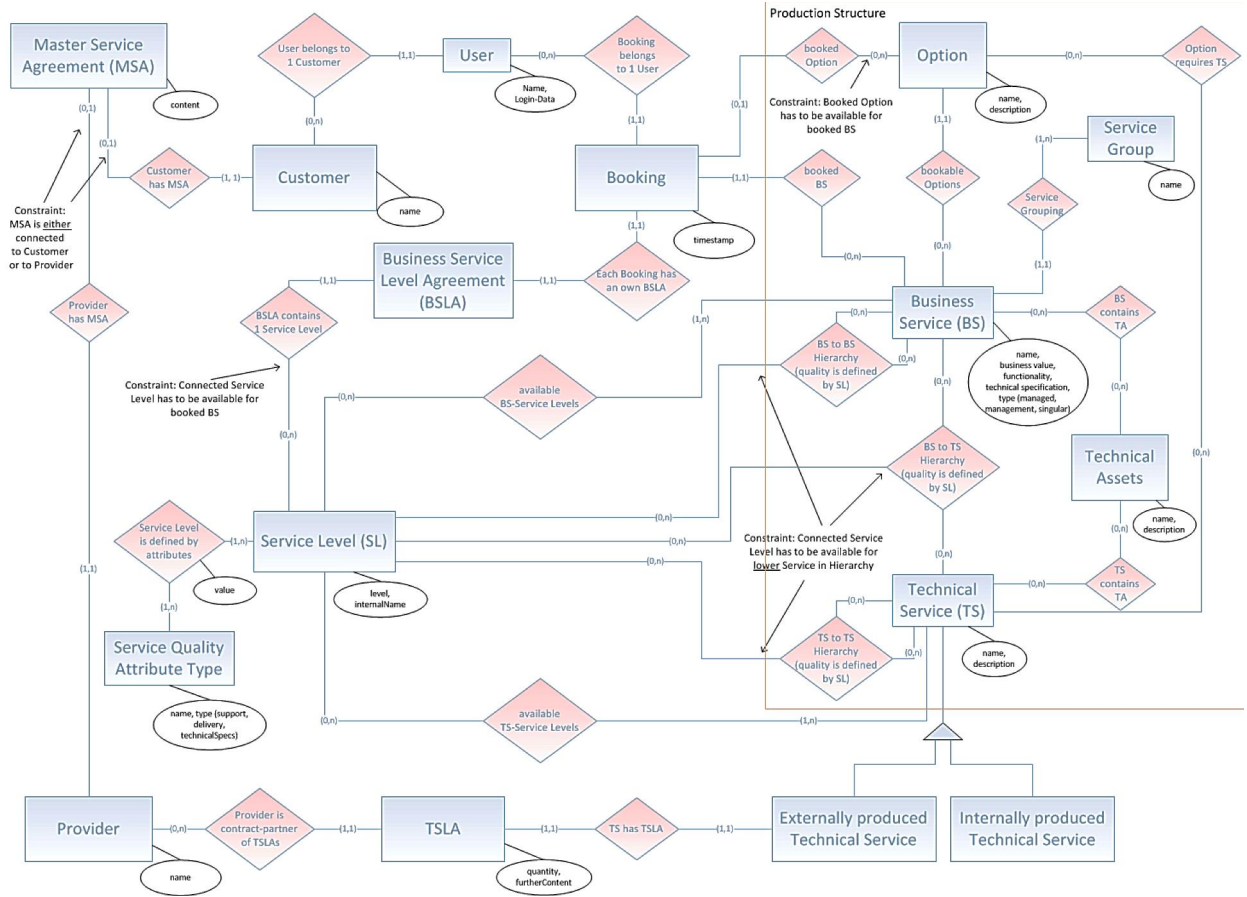 Production Structure
Master Service
Agreement (MSA)
content
(0,1)
(0,1)
User belongs to
1 Customer
(1,1)
User
(0,n)
Name,
Login-Data
Booking
belongs
to 1 User
booked
Option
(0,n)
Option
(0,n)
Option
requires TS
name,
description
Constraint: Booked Option
has to be available for
booked BS
(0,1)
(0,n)
(1,1)
(1,1)
(1,n)
Service
Group
name
Customer
has MSA
(1, 1)
Customer
name
Booking
(1,1)
booked
BS
bookable
Options
Service
Grouping
timestamp
Constraint:
MSA is either
connected
to Customer
or to Provider
(1,1)
(0,n)
(0,n)
(1,1)
Business Service
Level Agreement
(BSLA)
(1,1)
(1,1)
Each Booking has
an own BSLA
Provider
has MSA
BSLA contains
1 Service Level
(1,n)
Business
Service (BS)
(0,n)
(0,n)
BS
contains
TA
BS to BS
Hierarchy
(quality is defined
by SL)
(0,n)
name,
business value,
functionality,
technical specification,
type (managed,
management, singular)
Constraint: Connected Service
Level has to be available for
booked BS
(0,n)
available
BS-Service Levels
(0,n)
(0,n)
(0,n)
BS to TS
Hierarchy
(quality is defined
by SL)
Technical
Assets
(0,n)
name,
description
(0,n)
Service Level
is defined by
attributes
(1,n)
Service Level (SL)
(0,n)
(0,n)
(0,n)
Constraint: Connected Service
Level has to be available for
lower Service in Hierarchy
(0,n)
(0,n)
(1,1)
value
level,
internalName
(1,n)
(0,n)
Technical
Service (TS)
(0,n)
TS
contains
TA
Service Quality
Attribute Type
TS to TS
Hierarchy
(quality is defined
by SL)
(0,n)
name,
description
name, type (support,
delivery,
technicalSpecs)
(0,n)
available
TS-Service Levels
(1,n)
Provider
(0,n)
Provider is
contract-partner
of TSLAs
(1,1)
TSLA
(1,1)
TS has TSLA
(1,1)
Externally produced
Technical Service
Internally produced
Technical Service
name
quantity,
furtherContent